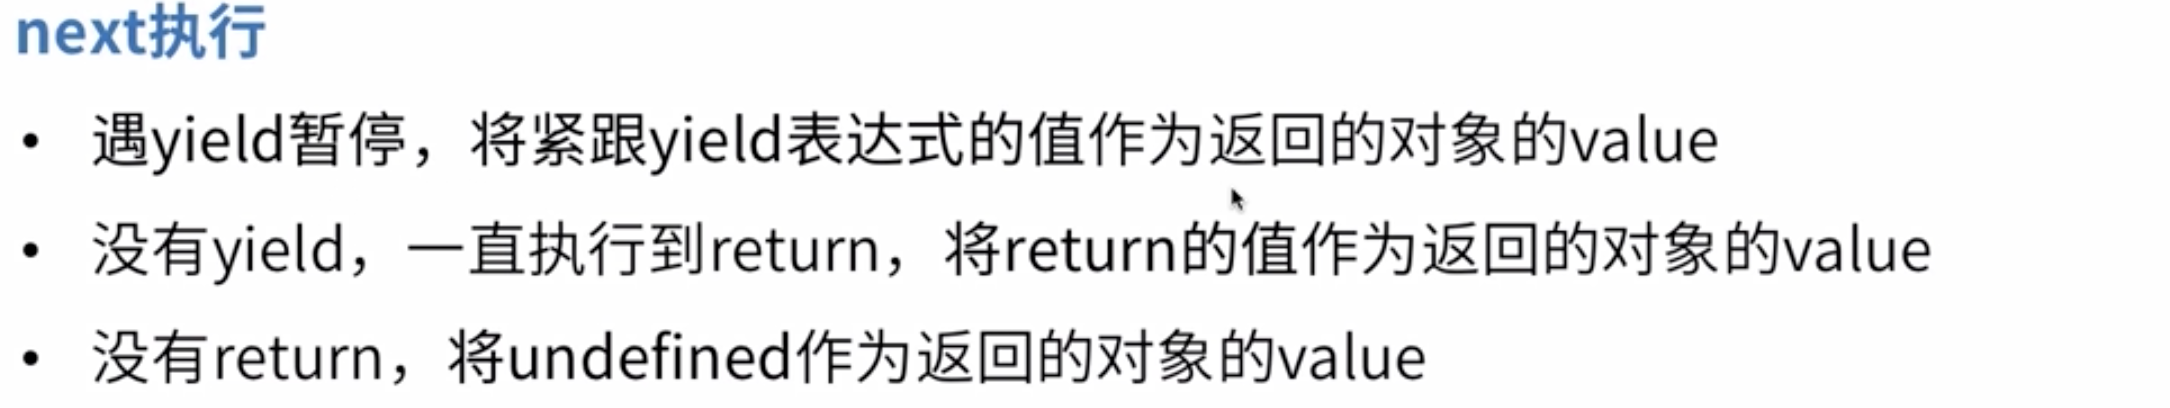 next执行
• 遇yield暂停，将紧跟yield表达式的值作为返回的对象的value
• 没有yield，一直执行到return，将return的值作为返回的对象的value
• 没有return，将undefined作为返回的对象的value